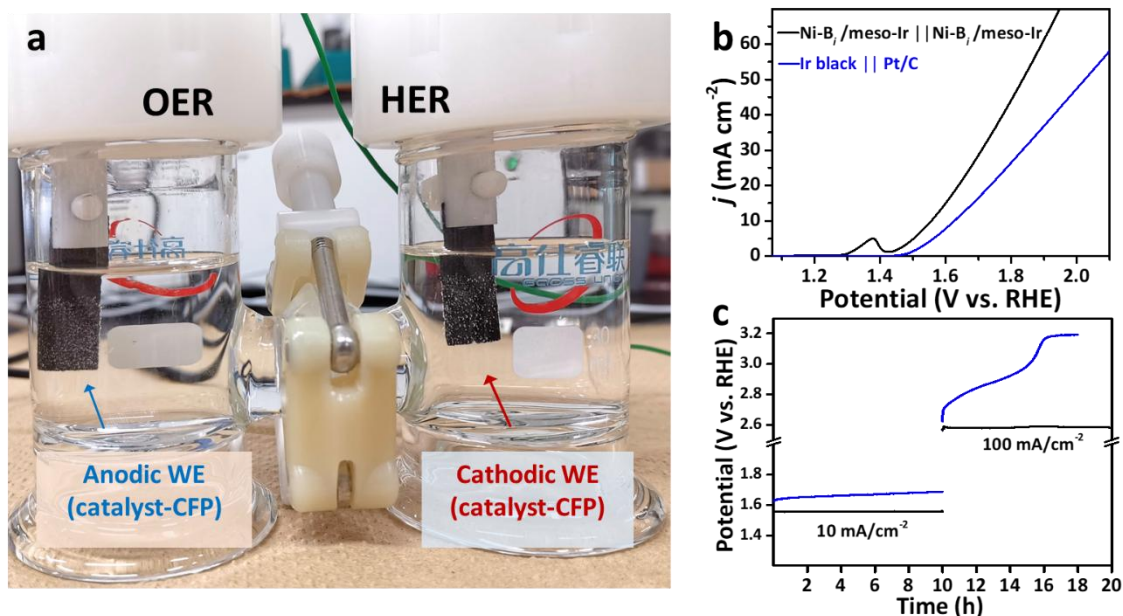 a
OER
HER
高仕睿联
Anodic WE
(catalyst-CFP)
Cathodic WE
(catalyst-CFP)
b
Ni-Bᵢ/meso-Ir || Ni-Bᵢ/meso-Ir
Ir black || Pt/C
j (mA cm⁻²)
60
50
40
30
20
10
0
1.2
1.4
1.6
1.8
2.0
Potential (V vs. RHE)
c
Potential (V vs. RHE)
3.2
2.9
2.6
1.8
1.6
1.4
100 mA/cm⁻²
10 mA/cm⁻²
0
2
4
6
8
10
12
14
16
18
20
Time (h)